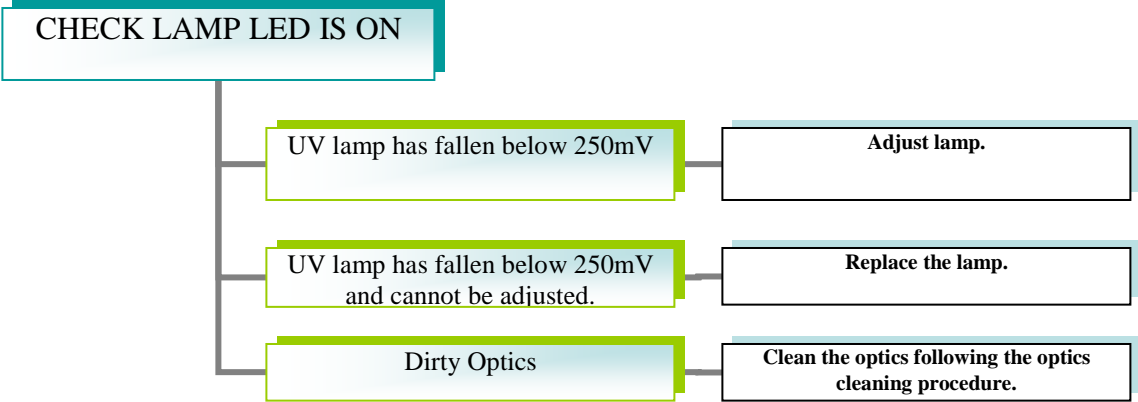 CHECK LAMP LED IS ON
UV lamp has fallen below 250mV
Adjust lamp.
UV lamp has fallen below 250mV
and cannot be adjusted.
Replace the lamp.
Dirty Optics
Clean the optics following the optics
cleaning procedure.